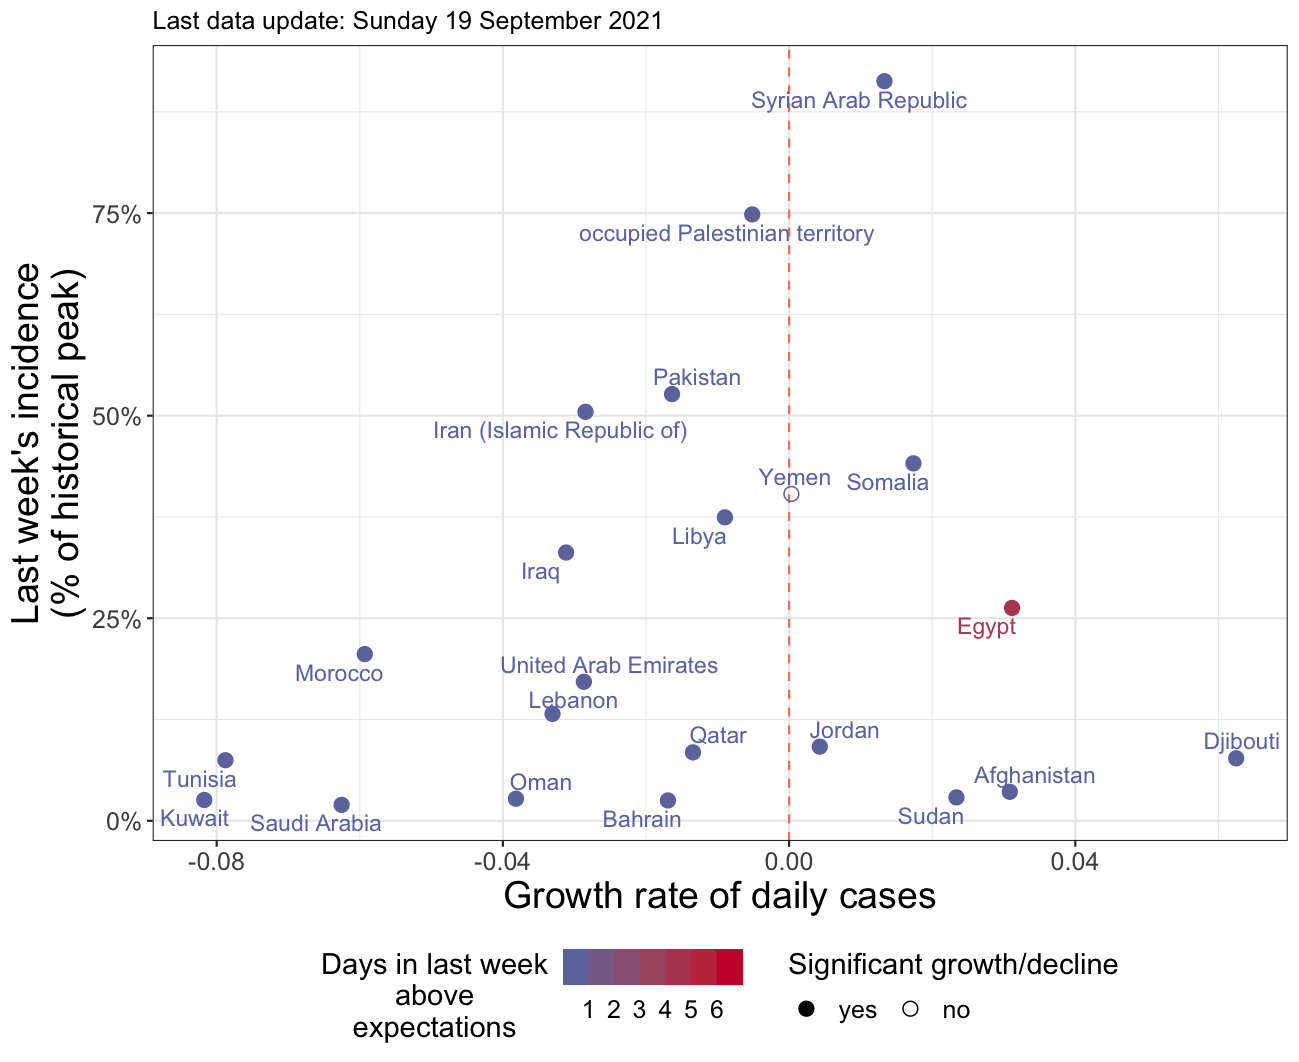 Last data update: Sunday 19 September 2021
Last week's incidence
(% of historical peak)
75%
50%
25%
0%
Syrian Arab Republic
occupied Palestinian territory
Pakistan
Iran (Islamic Republic of)
Yemen
Somalia
Libya
Iraq
Egypt
Morocco
United Arab Emirates
Lebanon
Qatar
Jordan
Djibouti
Tunisia
Oman
Afghanistan
Kuwait
Saudi Arabia
Bahrain
Sudan
-0.08 -0.04 0.00 0.04
Growth rate of daily cases
Days in last week
above
expectations
1 2 3 4 5 6
Significant growth/decline
yes no